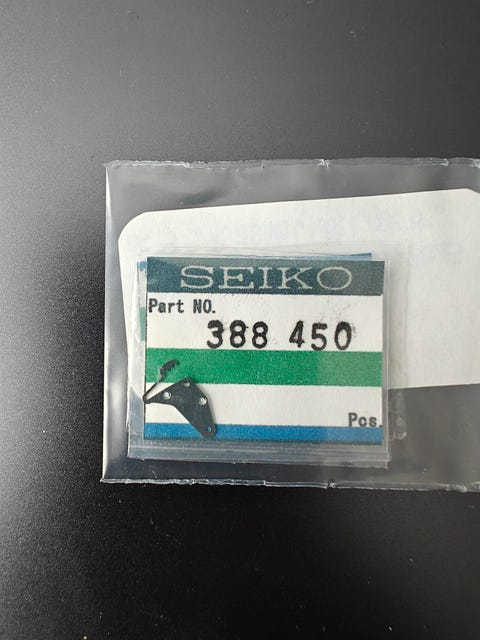 SEIKO
Part NO.
388 450
Pcs.